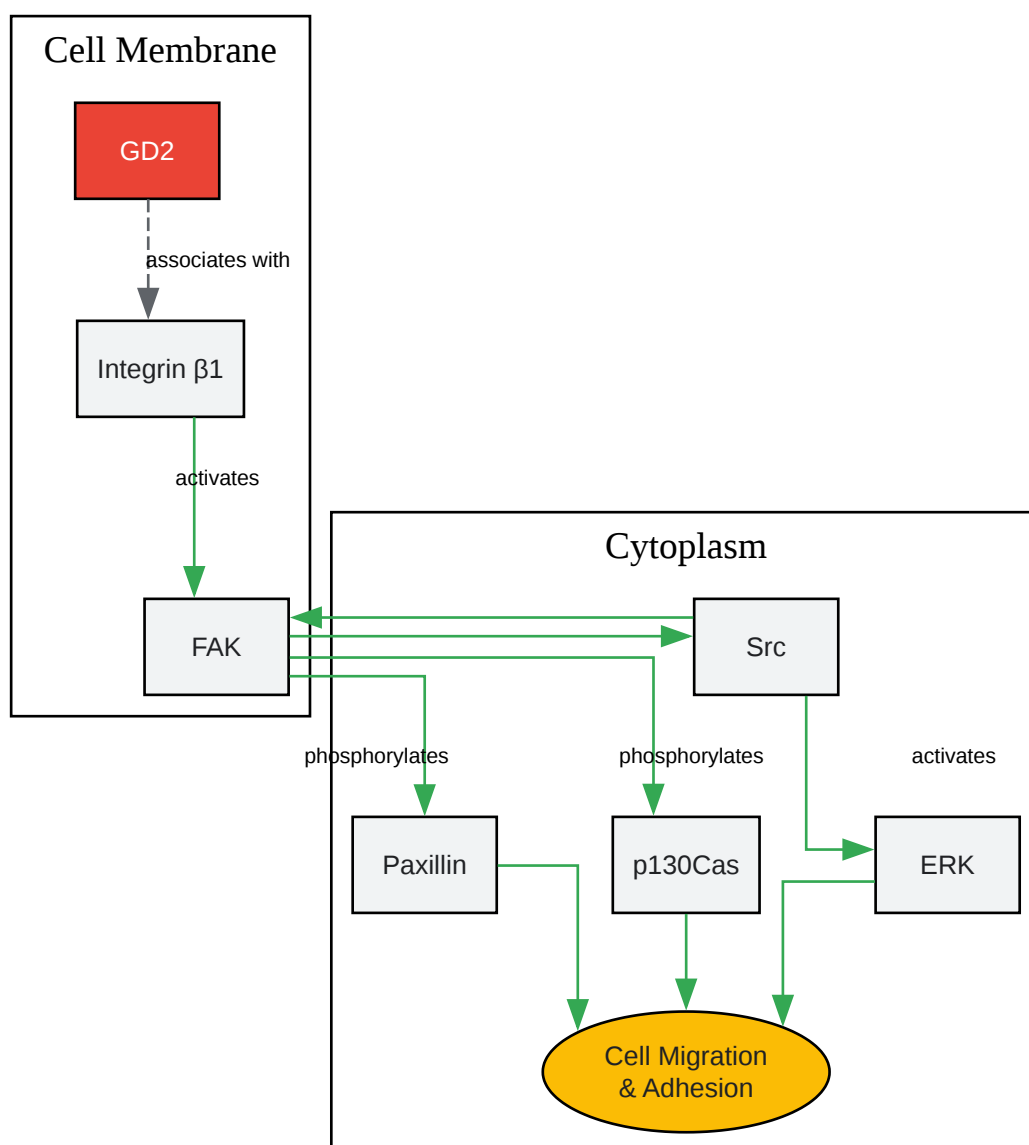 Cell Membrane
GD2
associates with
Integrin β1
activates
Cytoplasm
FAK
Src
phosphorylates
phosphorylates
activates
Paxillin
p130Cas
ERK
Cell Migration
& Adhesion